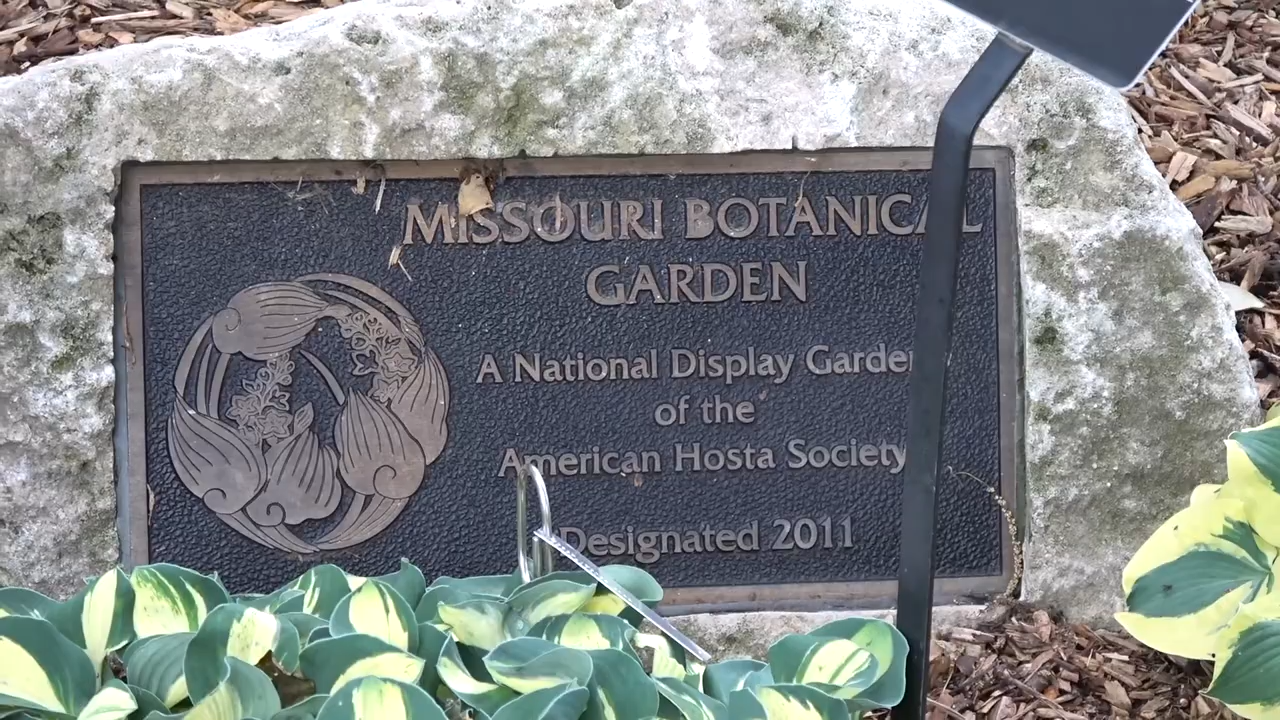 MISSOURI BOTANICAL
GARDEN
A National Display Garden
of the
American Hosta Society
Designated 2011